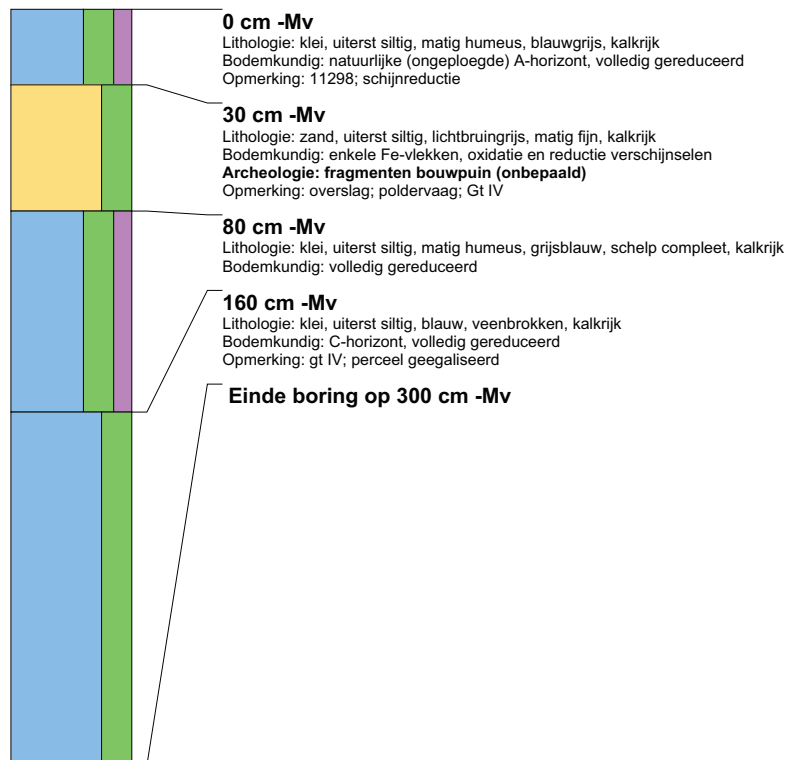 0 cm -Mv
Lithologie: klei, uiterst siltig, matig humeus, blauwgrijs, kalkrijk
Bodemkundig: natuurlijke (ongeploegde) A-horizont, volledig gereduceerd
Opmerking: 11298; schijnreductie
30 cm -Mv
Lithologie: zand, uiterst siltig, lichtbruingrijs, matig fijn, kalkrijk
Bodemkundig: enkele Fe-vlekken, oxidatie en reductie verschijnselen
Archeologie: fragmenten bouwpuin (onbepaald)
Opmerking: overslag; poldervaag; Gt IV
80 cm -Mv
Lithologie: klei, uiterst siltig, matig humeus, grijsblauw, schelp compleet, kalkrijk
Bodemkundig: volledig gereduceerd
160 cm -Mv
Lithologie: klei, uiterst siltig, blauw, veenbrokken, kalkrijk
Bodemkundig: C-horizont, volledig gereduceerd
Opmerking: gt IV; perceel geegaliseerd
Einde boring op 300 cm -Mv